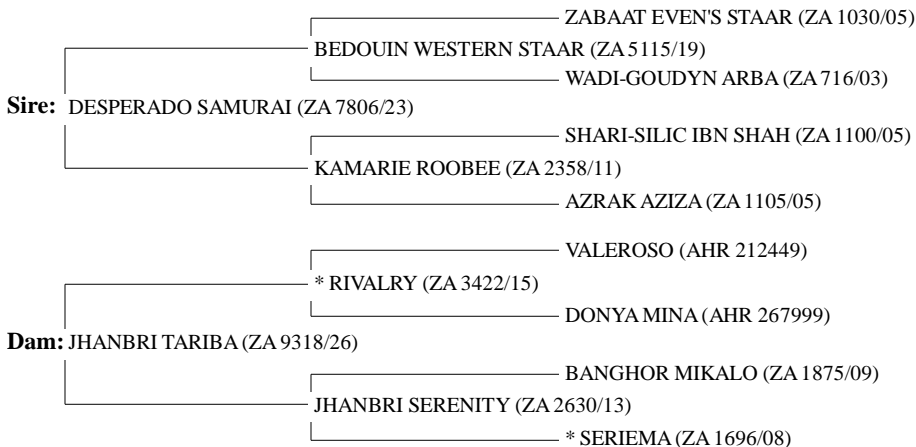 ZABAAT EVEN'S STAAR (ZA 1030/05)
BEDOUIN WESTERN STAAR (ZA 5115/19)
WADI-GOUDYN ARBA (ZA 716/03)
Sire: DESPERADO SAMURAI (ZA 7806/23)
SHARI-SILIC IBN SHAH (ZA 1100/05)
KAMARIE ROOBEE (ZA 2358/11)
AZRAK AZIZA (ZA 1105/05)
VALEROSO (AHR 212449)
* RIVALRY (ZA 3422/15)
DONYA MINA (AHR 267999)
Dam: JHANBRI TARIBA (ZA 9318/26)
BANGHOR MIKALO (ZA 1875/09)
JHANBRI SERENITY (ZA 2630/13)
* SERIEMA (ZA 1696/08)